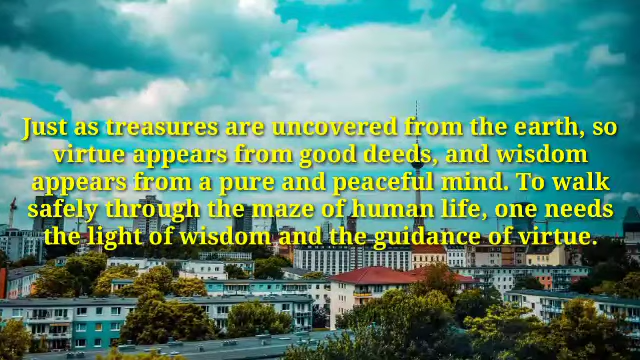 Just as treasures are uncovered from the earth, so
virtue appears from good deeds, and wisdom
appears from a pure and peaceful mind. To walk
safely through the maze of human life, one needs
the light of wisdom and the guidance of virtue.